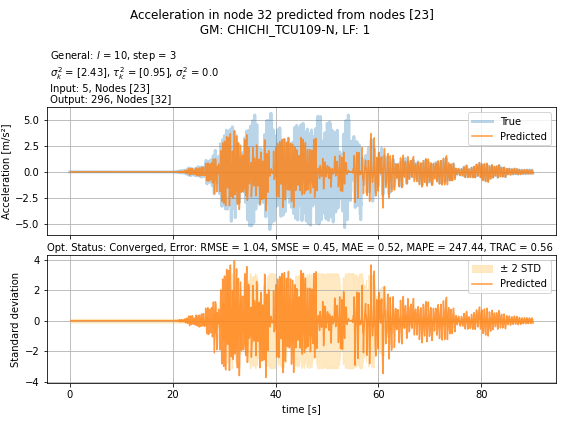 Acceleration in node 32 predicted from nodes [23]
GM: CHICHI_TCU109-N, LF: 1
General: l = 10, step = 3
σ²ₖ = [2.43], τ²ₖ = [0.95], σ²ε = 0.0
Input: 5, Nodes [23]
Output: 296, Nodes [32]
Acceleration [m/s²]
5.0
2.5
0.0
−2.5
−5.0
True
Predicted
Opt. Status: Converged, Error: RMSE = 1.04, SMSE = 0.45, MAE = 0.52, MAPE = 247.44, TRAC = 0.56
Standard deviation
4
2
0
−2
−4
± 2 STD
Predicted
0 20 40 60 80
time [s]